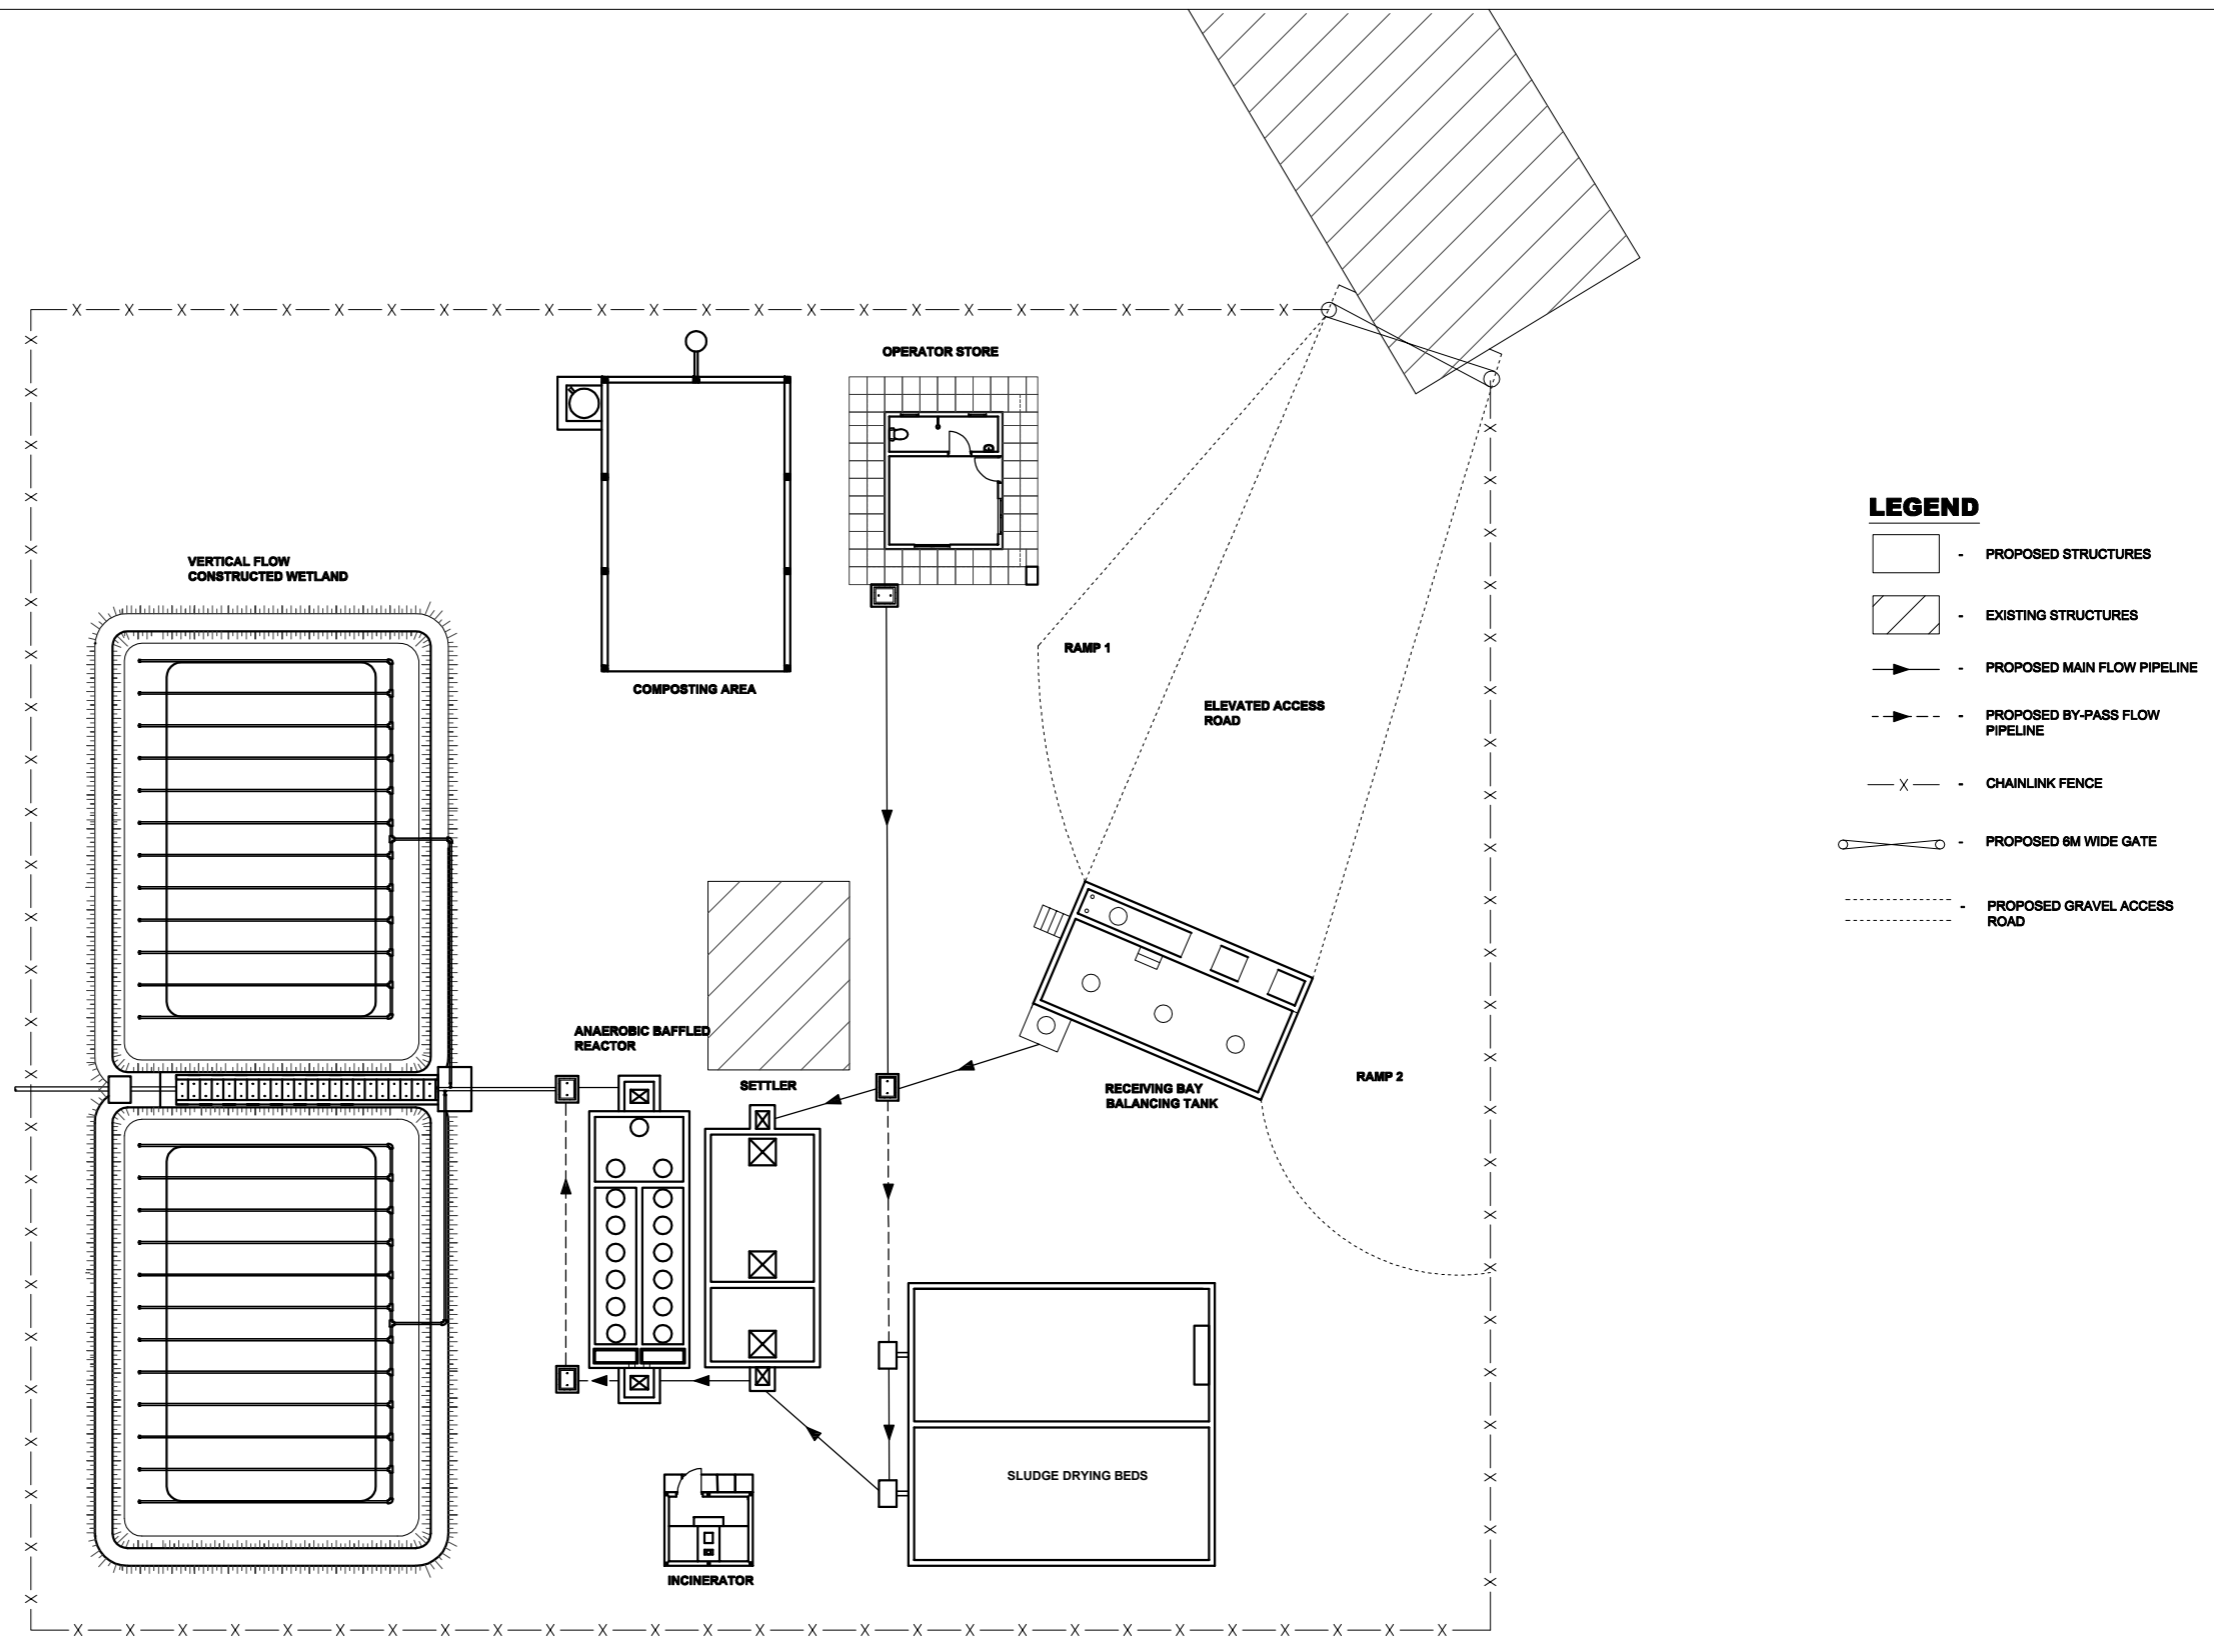 OPERATOR STORE
VERTICAL FLOW
CONSTRUCTED WETLAND
COMPOSTING AREA
RAMP 1
ELEVATED ACCESS
ROAD
ANAEROBIC BAFFLED
REACTOR
SETTLER
RECEIVING BAY
BALANCING TANK
RAMP 2
SLUDGE DRYING BEDS
INCINERATOR
LEGEND
- PROPOSED STRUCTURES
- EXISTING STRUCTURES
- PROPOSED MAIN FLOW PIPELINE
- PROPOSED BY-PASS FLOW
PIPELINE
X - CHAINLINK FENCE
- PROPOSED 6M WIDE GATE
- PROPOSED GRAVEL ACCESS
ROAD